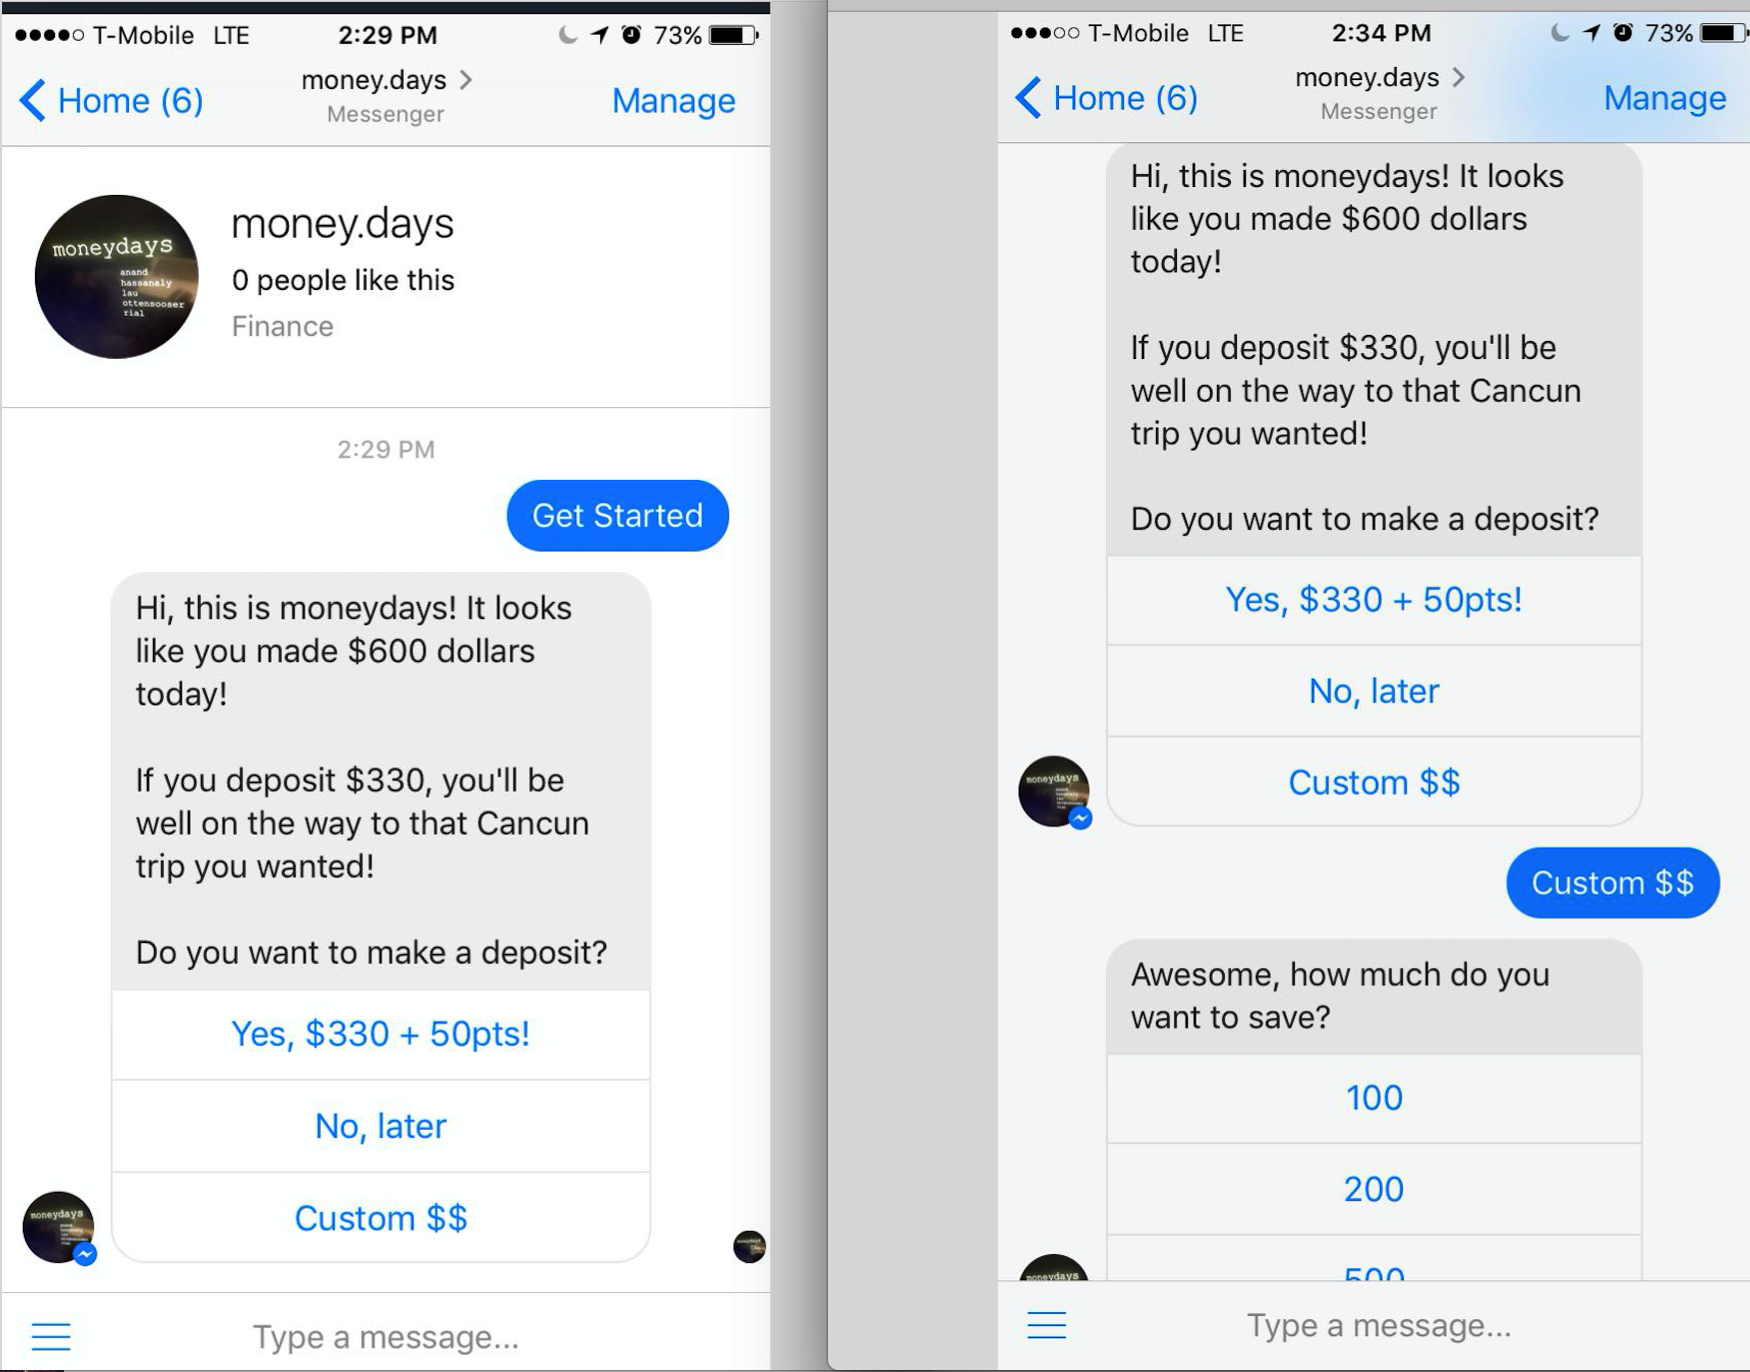 T-Mobile LTE 2:29 PM 73%
Home (6) money.days Manage
Messenger
moneydays
anand
hassanaly
lau
ottensooser
rial
money.days
0 people like this
Finance
2:29 PM
Get Started
Hi, this is moneydays! It looks
like you made $600 dollars
today!
If you deposit $330, you'll be
well on the way to that Cancun
trip you wanted!
Do you want to make a deposit?
Yes, $330 + 50pts!
No, later
Custom $$
moneydays
Type a message...
T-Mobile LTE 2:34 PM 73%
Home (6) money.days Manage
Messenger
Hi, this is moneydays! It looks
like you made $600 dollars
today!
If you deposit $330, you'll be
well on the way to that Cancun
trip you wanted!
Do you want to make a deposit?
Yes, $330 + 50pts!
No, later
Custom $$
moneydays
Custom $$
Awesome, how much do you
want to save?
100
200
500
moneydays
Type a message...